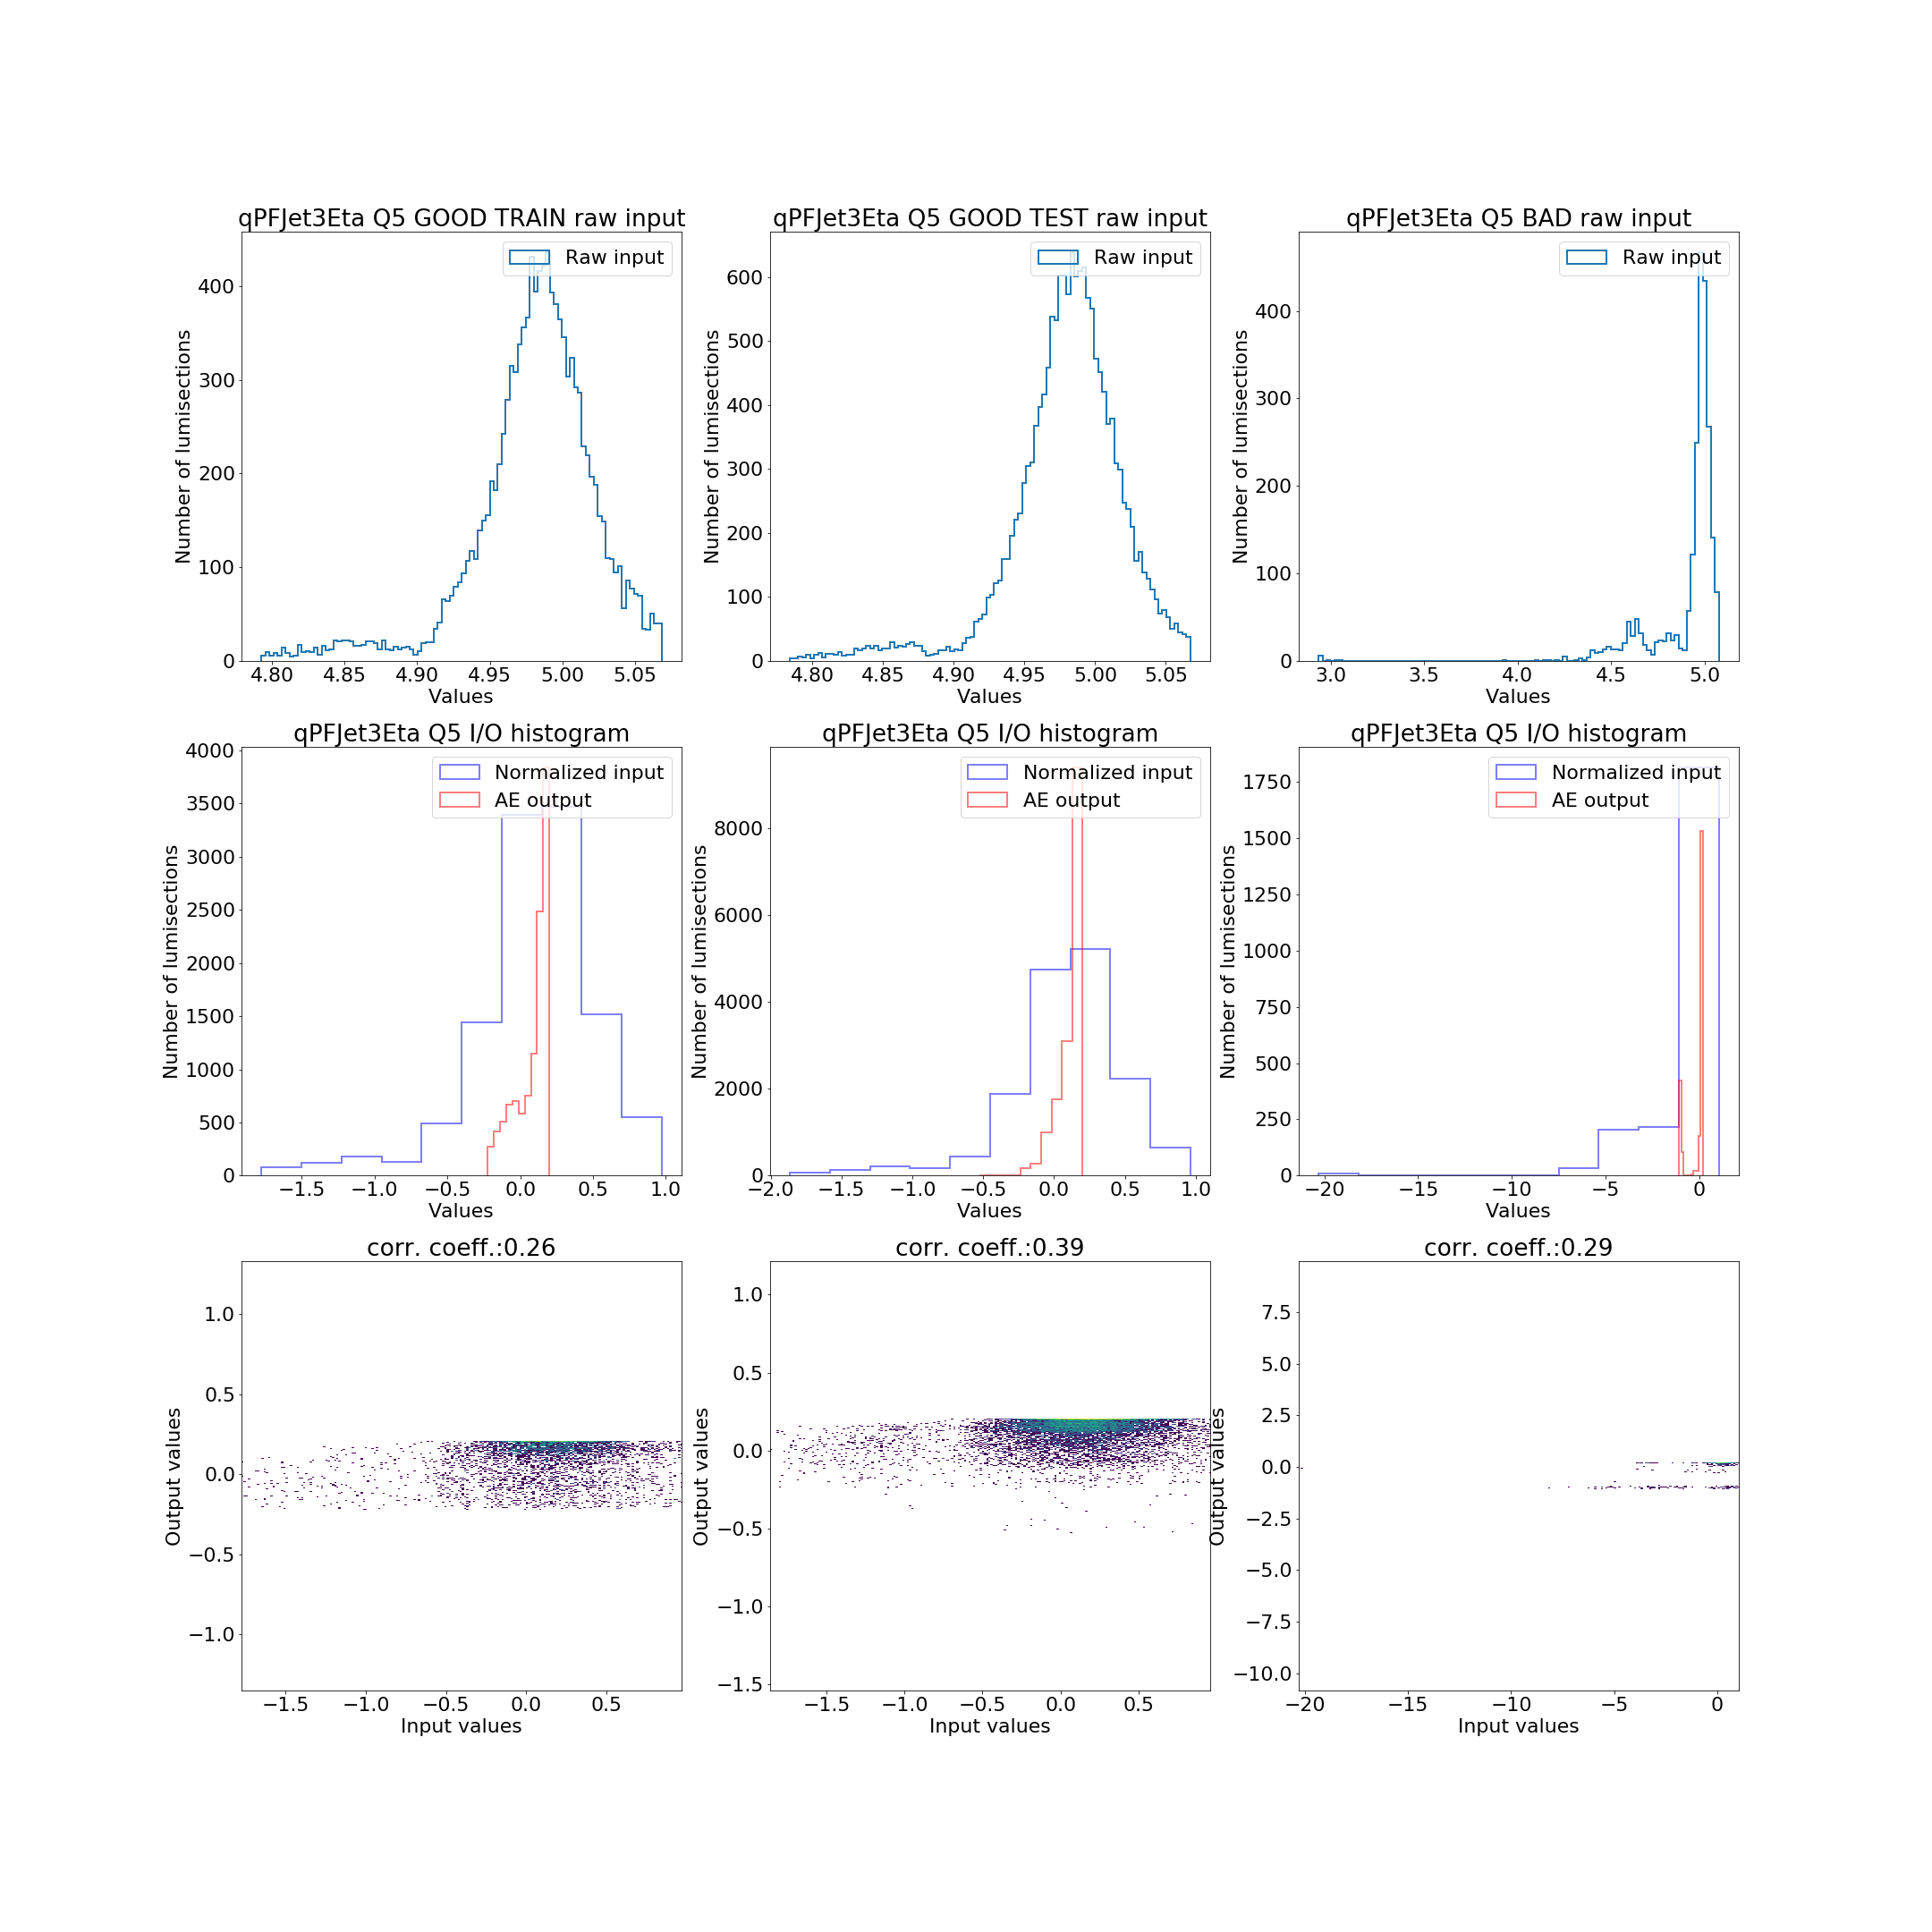 qPFJet3Eta Q5 GOOD TRAIN raw input
Raw input
400
300
200
100
0
4.80 4.85 4.90 4.95 5.00 5.05
Values
Number of lumisections
qPFJet3Eta Q5 GOOD TEST raw input
Raw input
600
500
400
300
200
100
0
4.80 4.85 4.90 4.95 5.00 5.05
Values
Number of lumisections
qPFJet3Eta Q5 BAD raw input
Raw input
400
300
200
100
0
3.0 3.5 4.0 4.5 5.0
Values
Number of lumisections
qPFJet3Eta Q5 I/O histogram
Normalized input
AE output
4000
3500
3000
2500
2000
1500
1000
500
0
−1.5 −1.0 −0.5 0.0 0.5 1.0
Values
Number of lumisections
qPFJet3Eta Q5 I/O histogram
Normalized input
AE output
8000
6000
4000
2000
0
−2.0 −1.5 −1.0 −0.5 0.0 0.5 1.0
Values
Number of lumisections
qPFJet3Eta Q5 I/O histogram
Normalized input
AE output
1750
1500
1250
1000
750
500
250
0
−20 −15 −10 −5 0
Values
Number of lumisections
corr. coeff.:0.26
1.0
0.5
0.0
−0.5
−1.0
−1.5 −1.0 −0.5 0.0 0.5
Input values
Output values
corr. coeff.:0.39
1.0
0.5
0.0
−0.5
−1.0
−1.5
−1.5 −1.0 −0.5 0.0 0.5
Input values
Output values
corr. coeff.:0.29
7.5
5.0
2.5
0.0
−2.5
−5.0
−7.5
−10.0
−20 −15 −10 −5 0
Input values
Output values